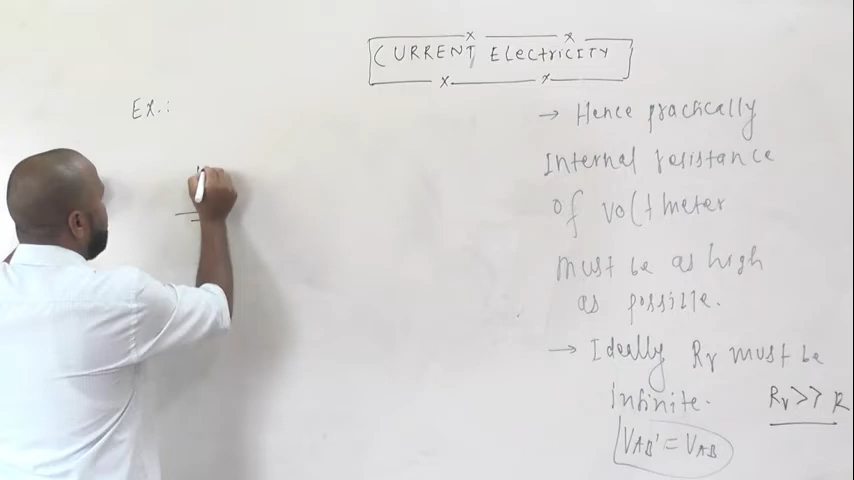 CURRENT ELECTRICITY
Ex.:
→ Hence practically
Internal resistance
of voltmeter
must be as high
as possible.
→ Ideally Rv must be
infinite. Rv >> R
VAB' = VAB